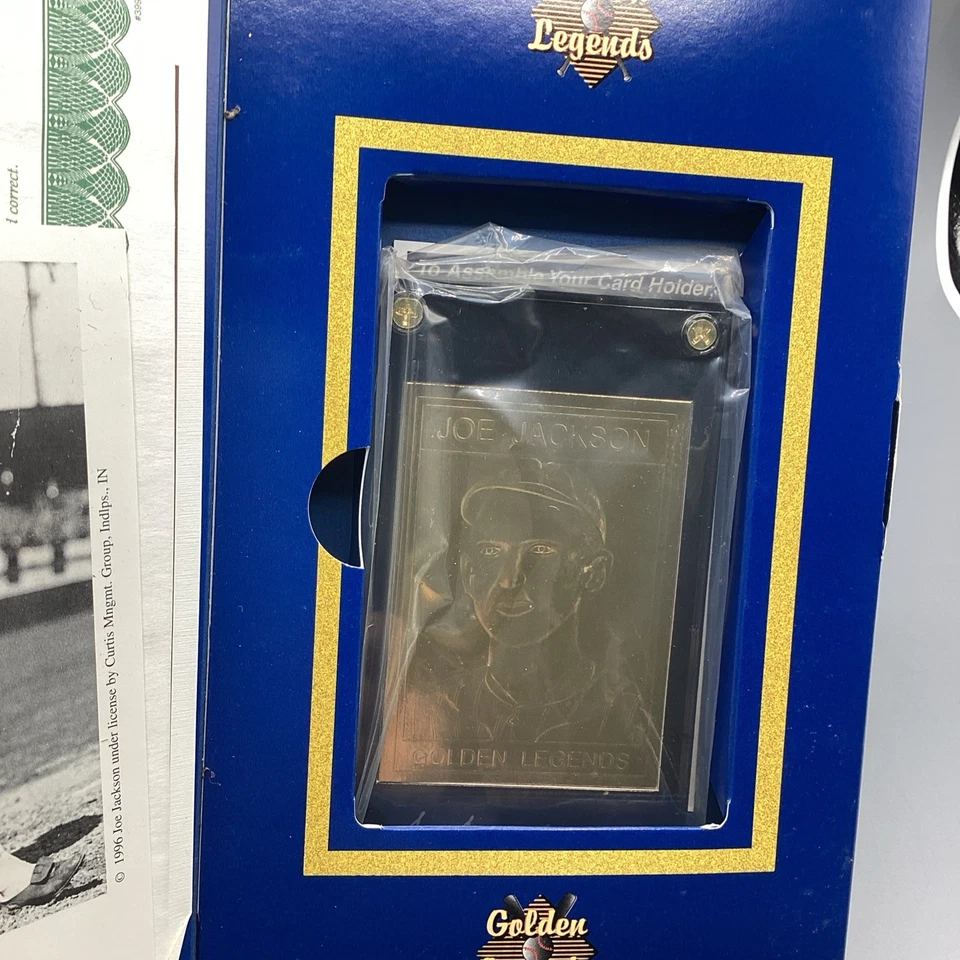 Legends
l correct.
To Assemble Your Card Holder,
JOE JACKSON
GOLDEN LEGENDS
© 1996 Joe Jackson under license by Curtis Mngmt. Group, Indlps., IN
Golden